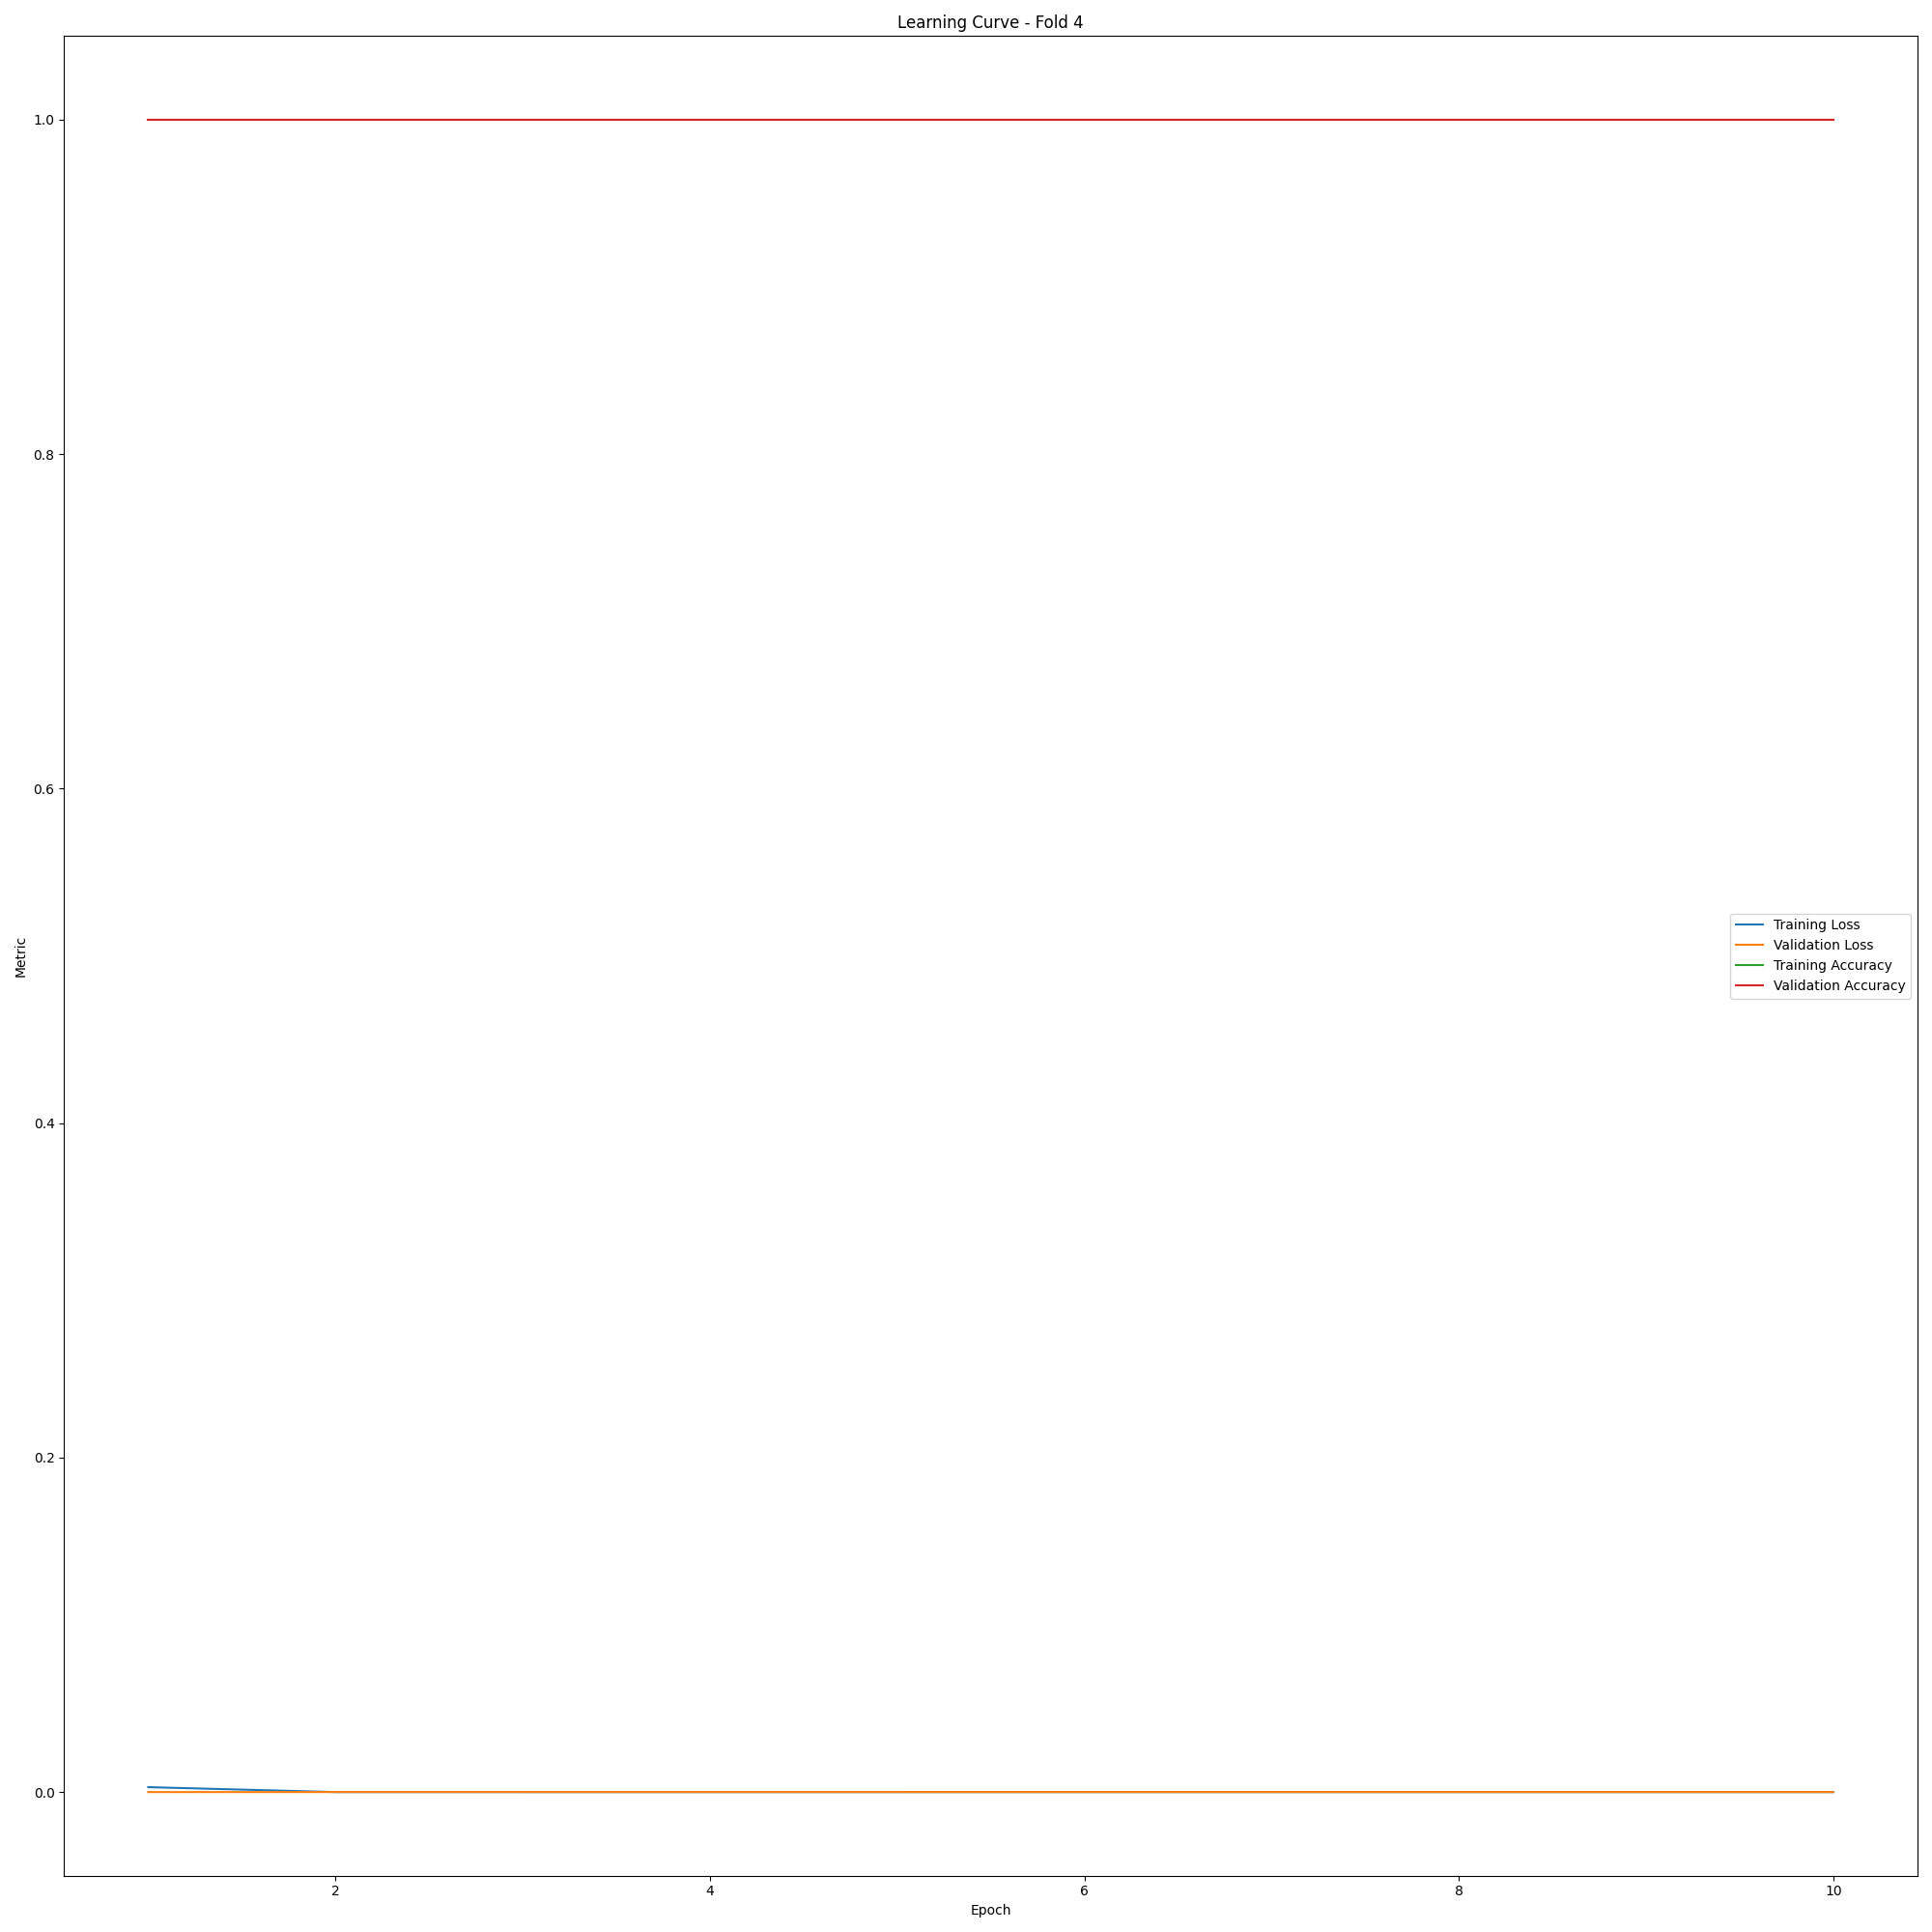 Learning Curve - Fold 4
1.0
0.8
0.6
0.4
0.2
0.0
Metric
Training Loss
Validation Loss
Training Accuracy
Validation Accuracy
2
4
6
8
10
Epoch